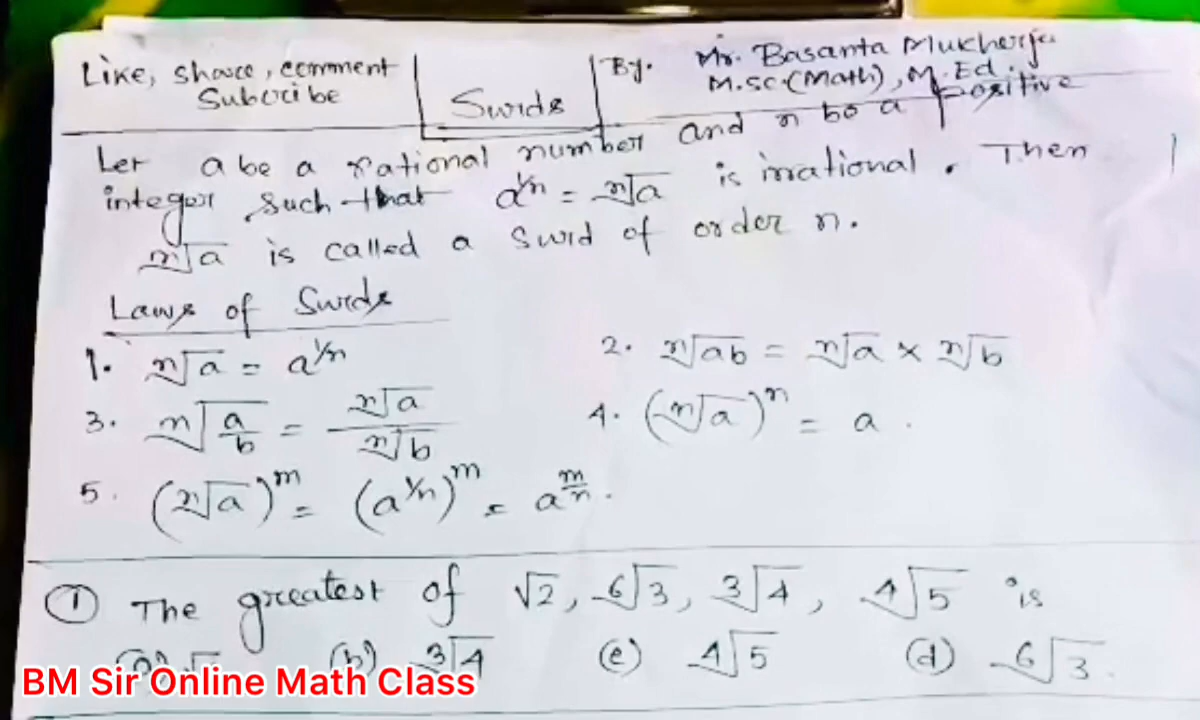 Like, share, comment
Subcribe
Surds
By. Mr. Basanta Mukherje
M.sc.(Math), M.Ed.
Let a be a rational number and n be a positive
integer such that a^1/n = ⁿ√a is irrational. Then
ⁿ√a is called a surd of order n.
Laws of Surds
1. ⁿ√a = a^1/n
2. ⁿ√ab = ⁿ√a × ⁿ√b
3. ⁿ√(a/b) = ⁿ√a / ⁿ√b
4. (ⁿ√a)ⁿ = a.
5. (ⁿ√a)^m = (a^1/n)^m = a^m/n.
① The greatest of √2, ⁶√3, ³√4, ⁴√5 is
(b) ³√4 (c) ⁴√5 (d) ⁶√3.
BM Sir Online Math Class